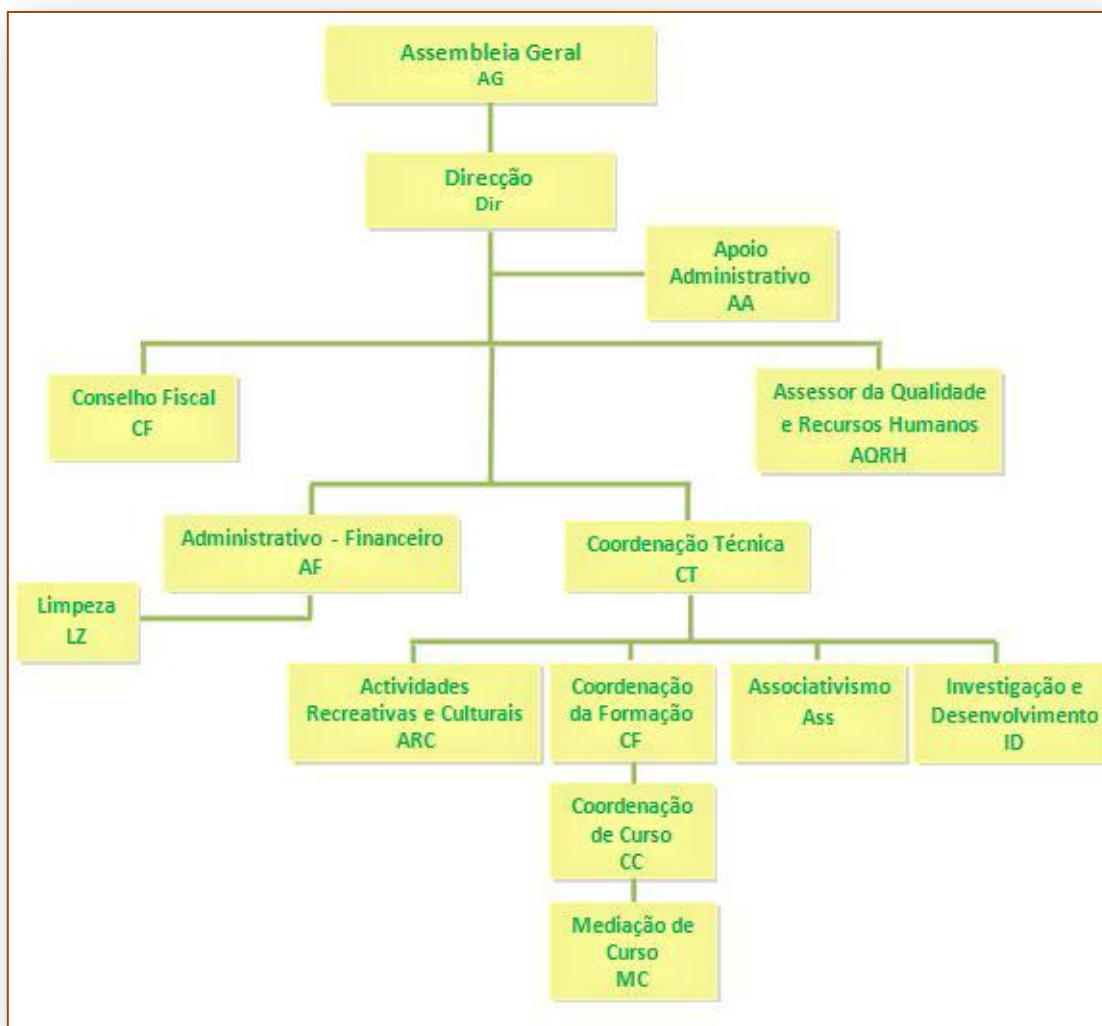 Assembleia Geral
AG
Direcção
Dir
Apoio
Administrativo
AA
Conselho Fiscal
CF
Assessor da Qualidade
e Recursos Humanos
AQRH
Administrativo - Financeiro
AF
Coordenação Técnica
CT
Limpeza
LZ
Actividades
Recreativas e Culturais
ARC
Coordenação
da Formação
CF
Associativismo
Ass
Investigação e
Desenvolvimento
ID
Coordenação
de Curso
CC
Mediação de
Curso
MC